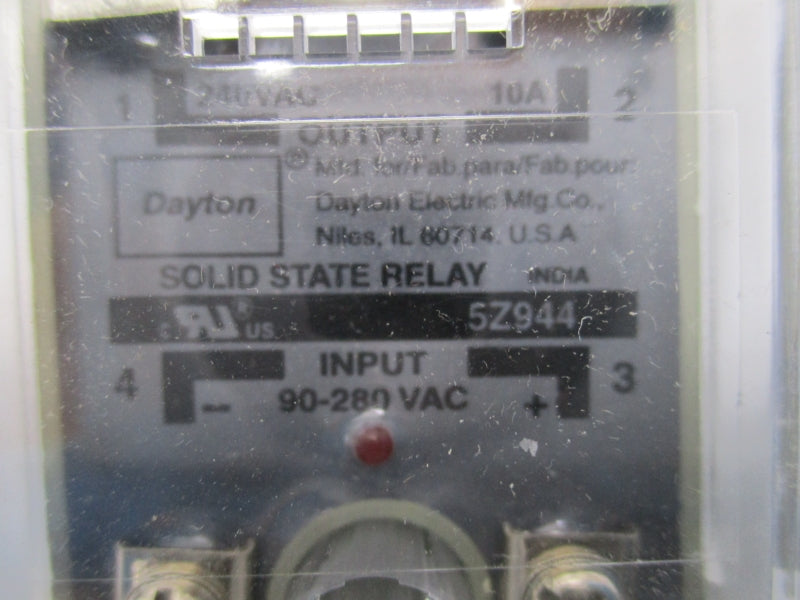 1 240VAC 10A 2
OUTPUT
Dayton ®
Mfd. for/Fab.para/Fab.pour:
Dayton Electric Mfg.Co.,
Niles, IL 60714. U.S.A
SOLID STATE RELAY INDIA
c RU ® US 5Z944
4 INPUT 3
- 90-280 VAC +